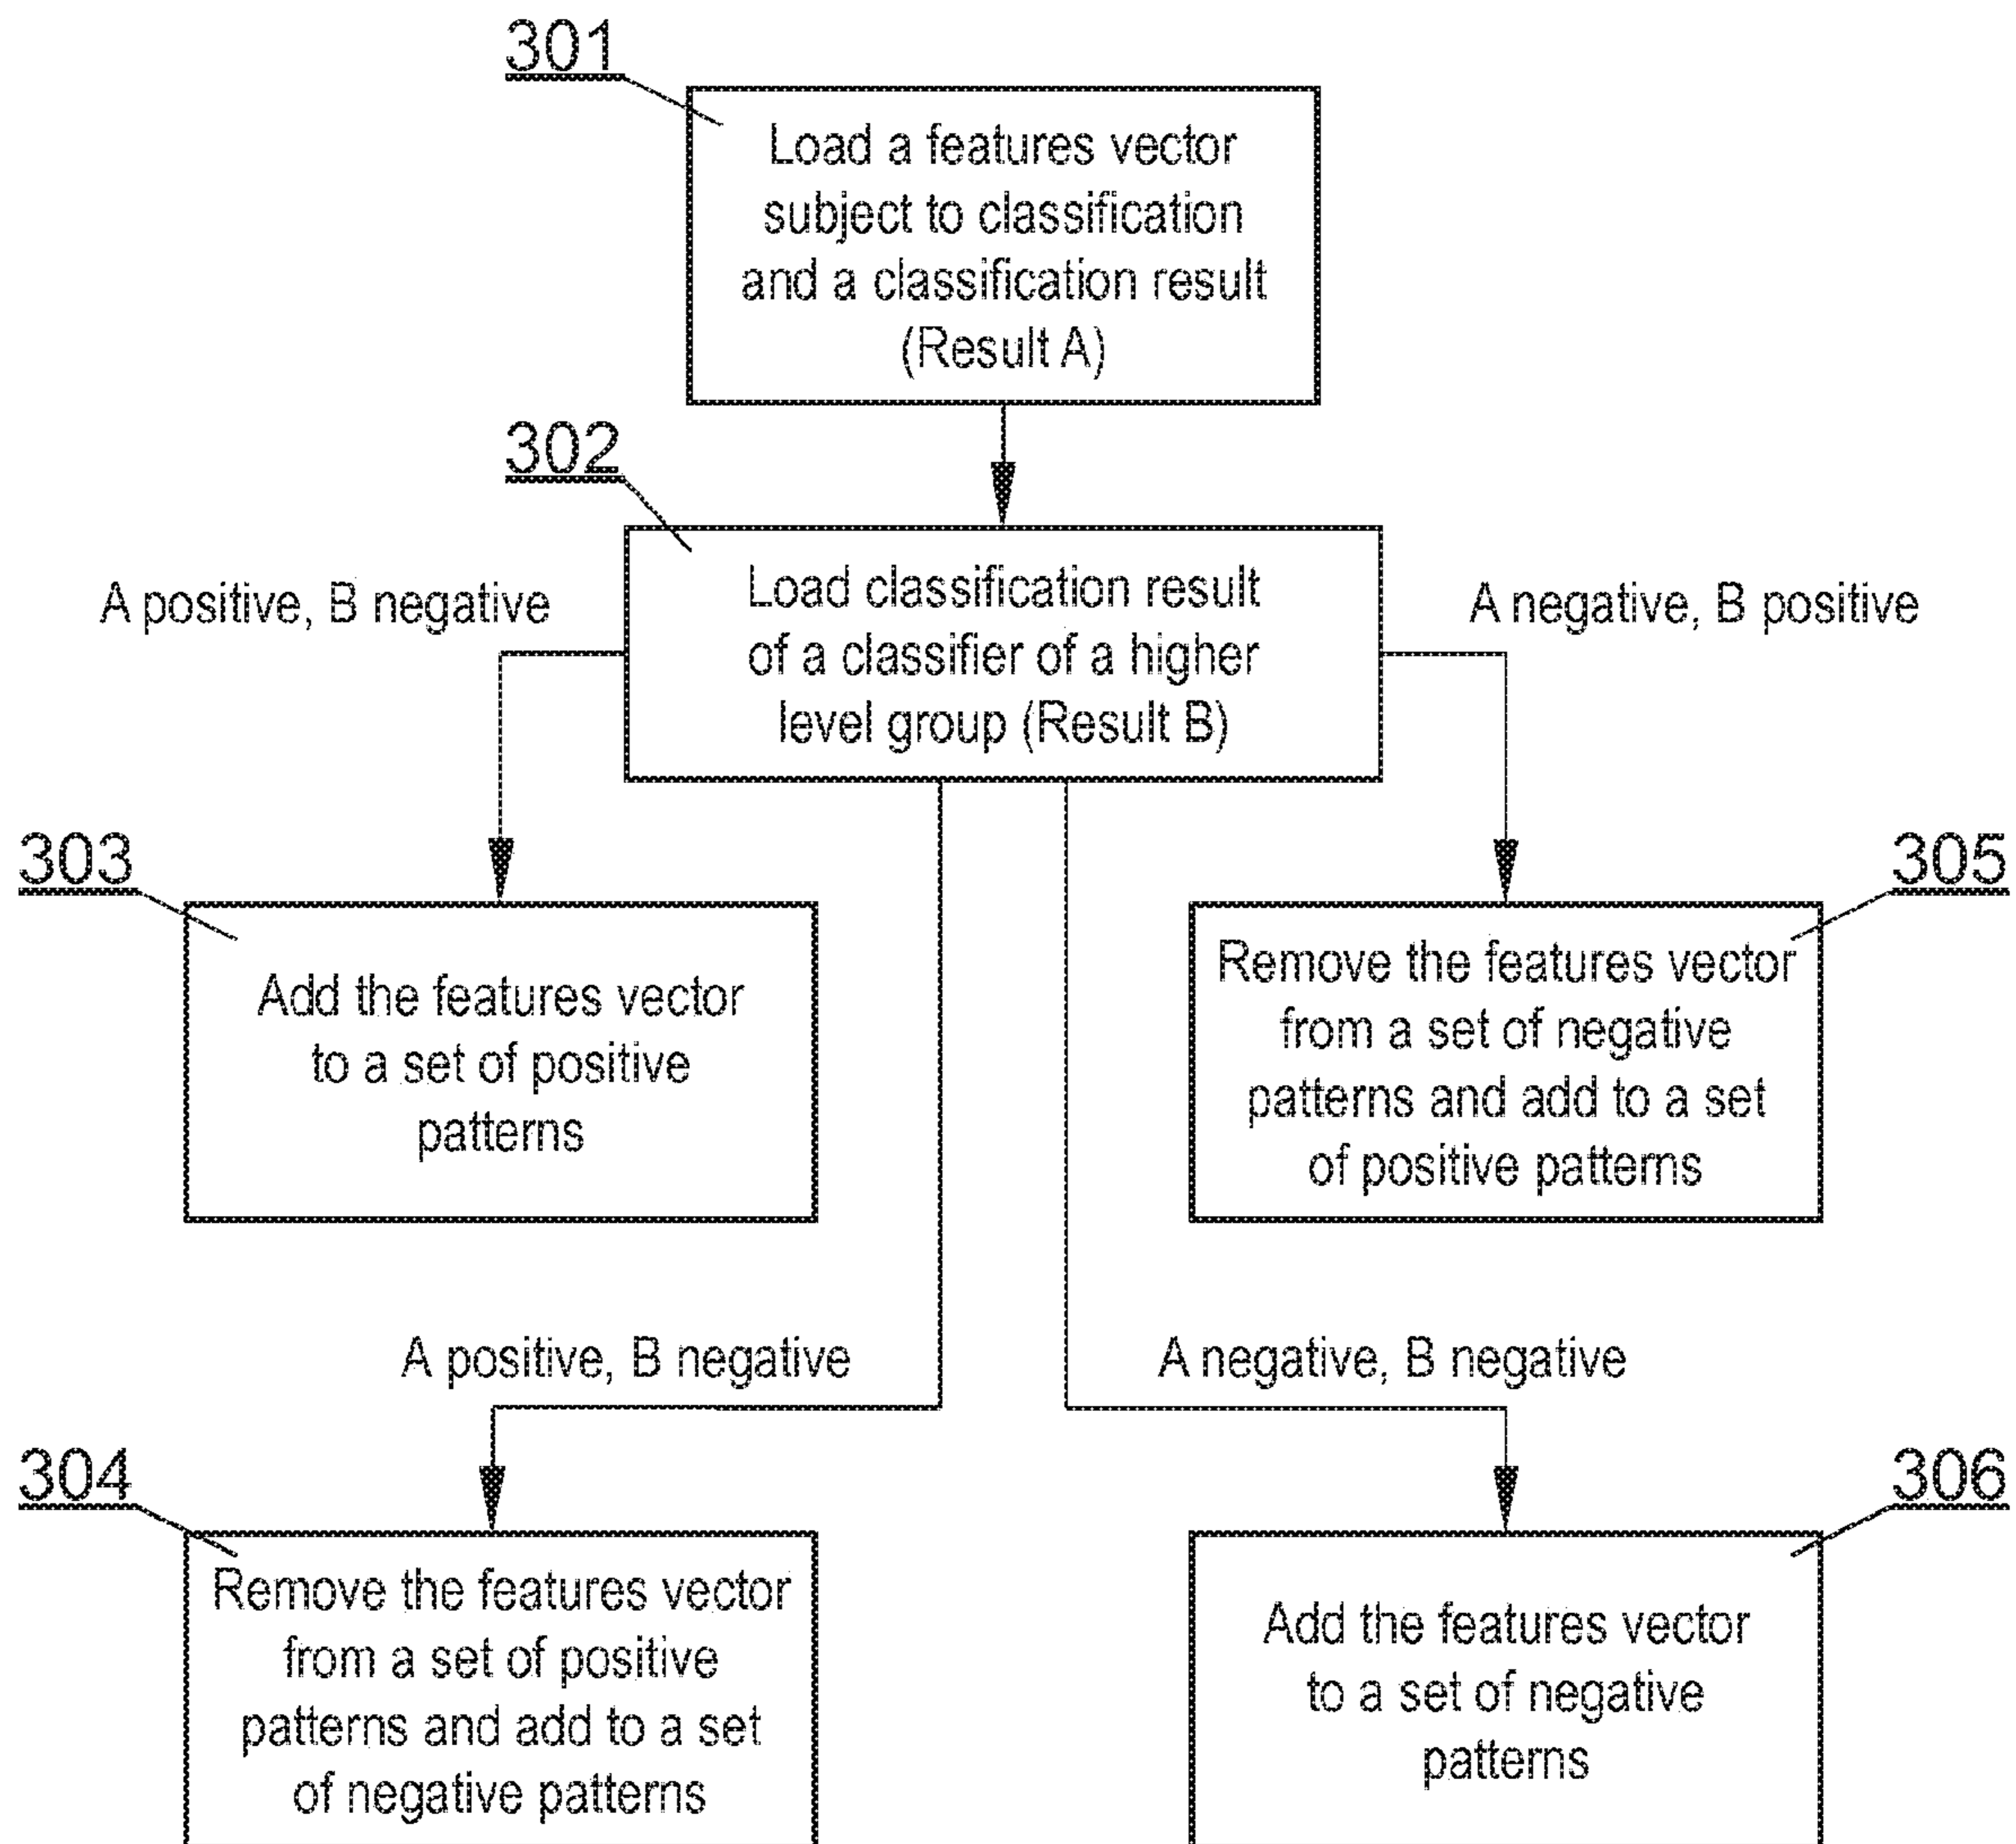 301
Load a features vector
subject to classification
and a classification result
(Result A)
302
Load classification result
of a classifier of a higher
level group (Result B)
A positive, B negative
A negative, B positive
303
Add the features vector
to a set of positive
patterns
305
Remove the features vector
from a set of negative
patterns and add to a set
of positive patterns
A positive, B negative
A negative, B negative
304
Remove the features vector
from a set of positive
patterns and add to a set
of negative patterns
306
Add the features vector
to a set of negative
patterns